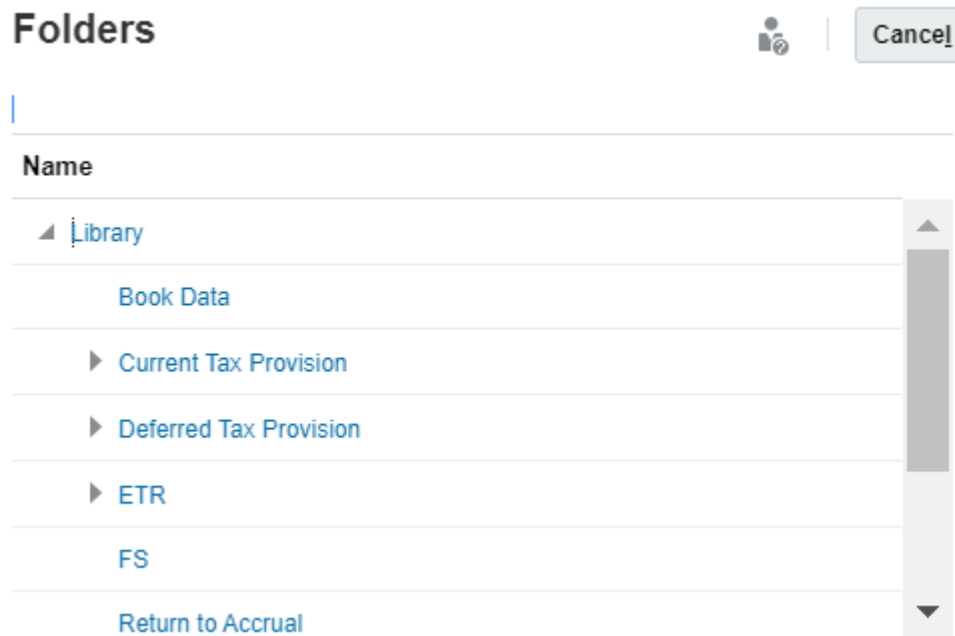 Folders
Cancel
Name
Library
Book Data
Current Tax Provision
Deferred Tax Provision
ETR
FS
Return to Accrual